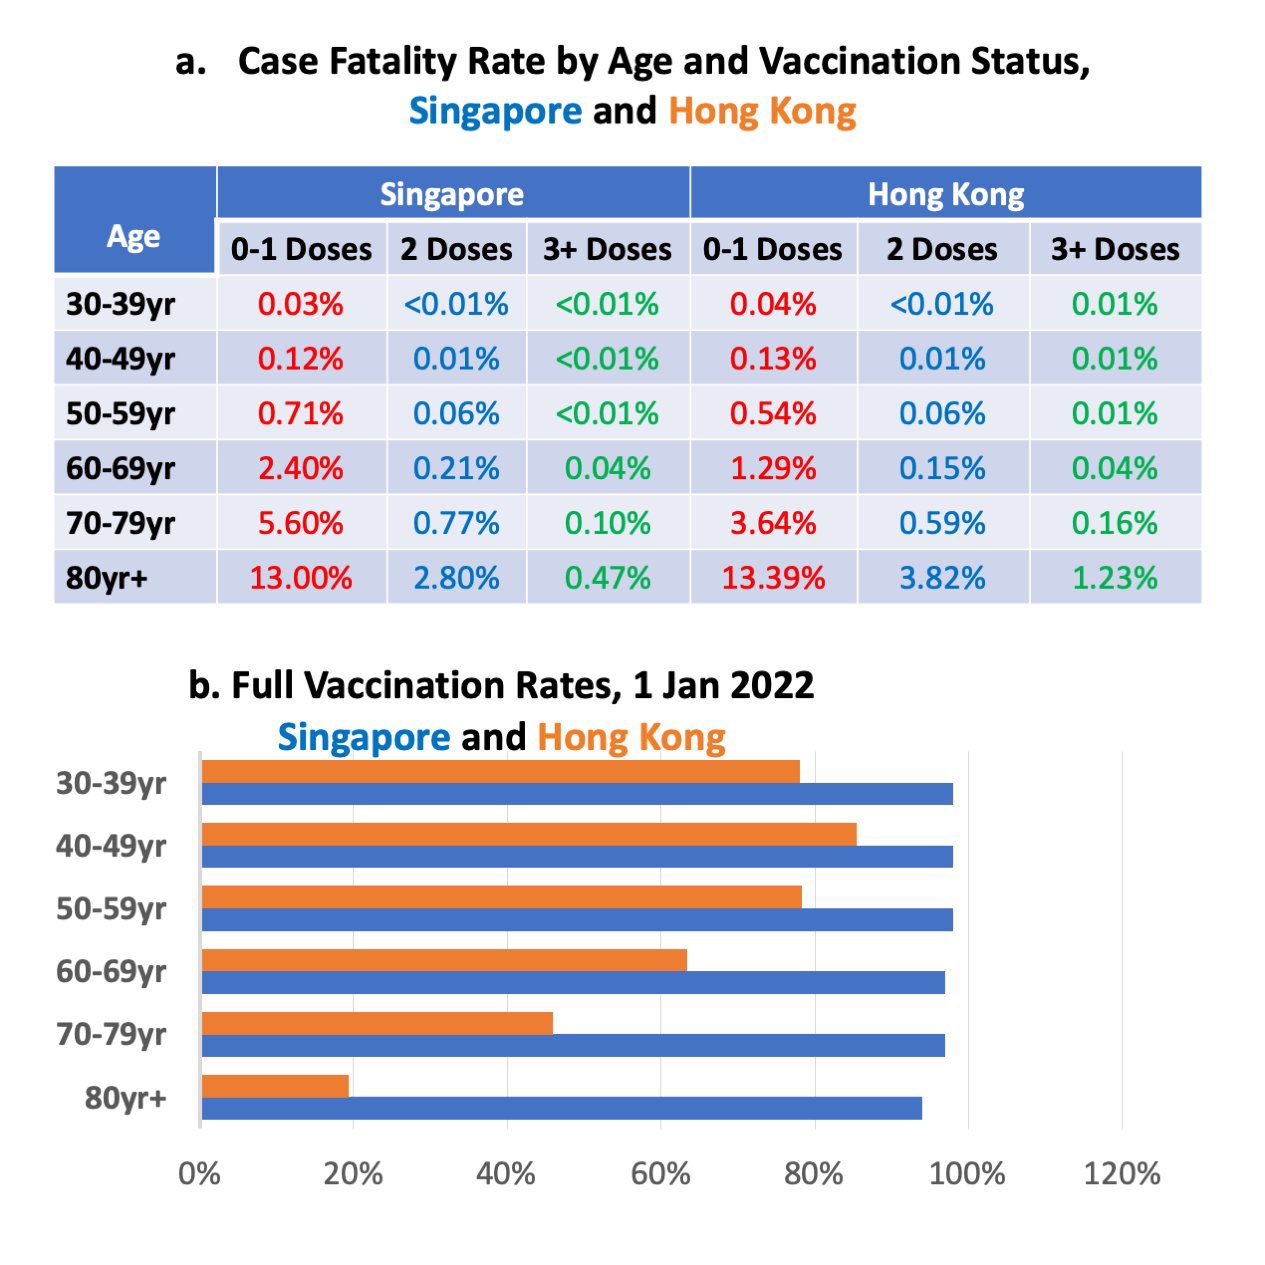 a. Case Fatality Rate by Age and Vaccination Status,
Singapore and Hong Kong
Singapore Hong Kong
Age
0-1 Doses 2 Doses 3+ Doses 0-1 Doses 2 Doses 3+ Doses
30-39yr 0.03% <0.01% <0.01% 0.04% <0.01% 0.01%
40-49yr 0.12% 0.01% <0.01% 0.13% 0.01% 0.01%
50-59yr 0.71% 0.06% <0.01% 0.54% 0.06% 0.01%
60-69yr 2.40% 0.21% 0.04% 1.29% 0.15% 0.04%
70-79yr 5.60% 0.77% 0.10% 3.64% 0.59% 0.16%
80yr+ 13.00% 2.80% 0.47% 13.39% 3.82% 1.23%
b. Full Vaccination Rates, 1 Jan 2022
Singapore and Hong Kong
30-39yr
40-49yr
50-59yr
60-69yr
70-79yr
80yr+
0% 20% 40% 60% 80% 100% 120%